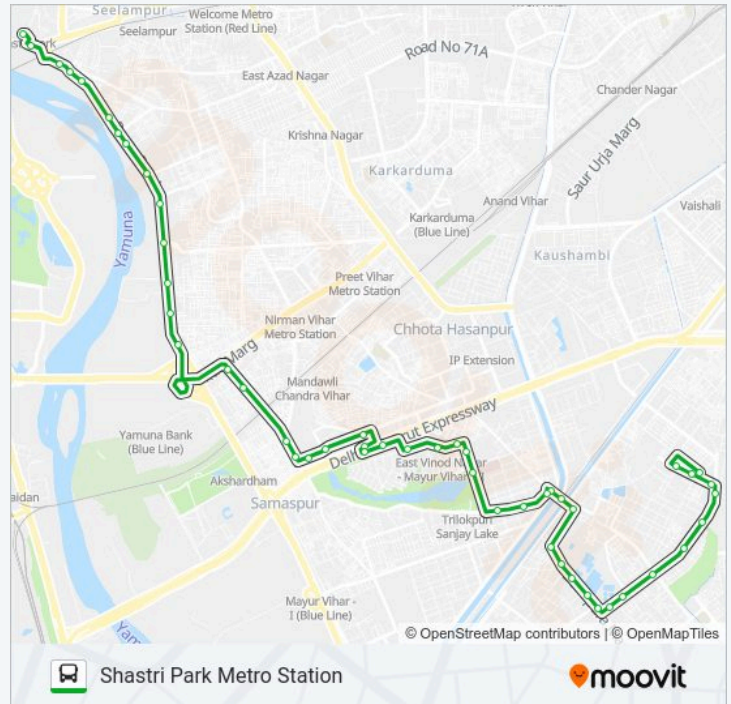 Seelampur
Welcome Metro
Station (Red Line)
Seelampur
Road No 71A
East Azad Nagar
Chander Nagar
Krishna Nagar
Saur Urja Marg
Karkarduma
Anand Vihar
Vaishali
Karkarduma
(Blue Line)
Yamuna
Kaushambi
Preet Vihar
Metro Station
Nirman Vihar
Metro Station
Chhota Hasanpur
Marg
IP Extension
Mandawli
Chandra Vihar
Yamuna Bank
(Blue Line)
Expressway
East Vinod
- Mayur Vihar
Akshardham
Samaspur
Trilokpuri
Sanjay Lake
Mayur Vihar -
I (Blue Line)
© OpenStreetMap contributors | © OpenMapTiles
Shastri Park Metro Station
moovit